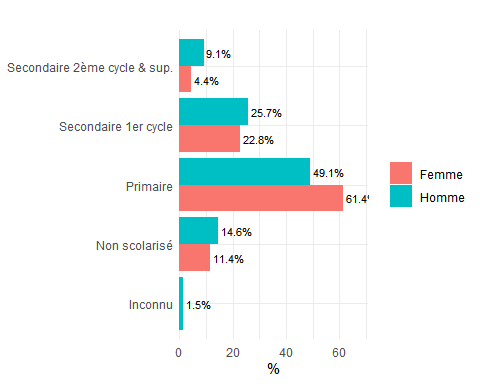 Secondaire 2ème cycle & sup.
9.1%
4.4%
Secondaire 1er cycle
25.7%
22.8%
Primaire
49.1%
61.4%
Non scolarisé
14.6%
11.4%
Inconnu
1.5%
0 20 40 60
%
Femme
Homme